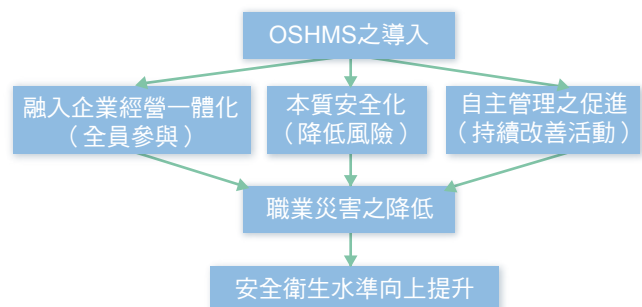 OSHMS之導入
融入企業經營一體化
（全員參與）
本質安全化
（降低風險）
自主管理之促進
（持續改善活動）
職業災害之降低
安全衛生水準向上提升